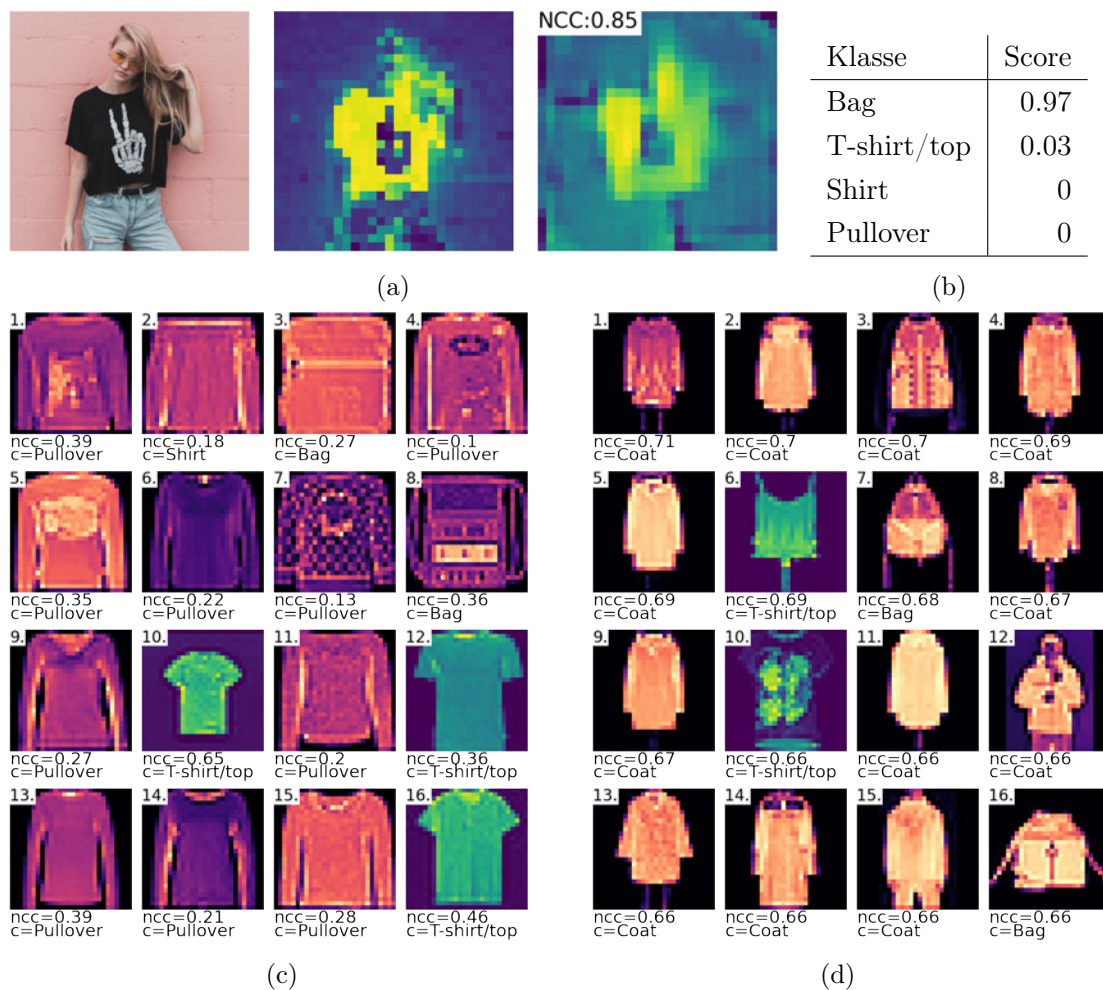 NCC:0.85
Klasse Score
Bag 0.97
T-shirt/top 0.03
Shirt 0
Pullover 0
(a)
(b)
1. 2. 3. 4.
ncc=0.39 ncc=0.18 ncc=0.27 ncc=0.1
c=Pullover c=Shirt c=Bag c=Pullover
5. 6. 7. 8.
ncc=0.35 ncc=0.22 ncc=0.13 ncc=0.36
c=Pullover c=Pullover c=Pullover c=Bag
9. 10. 11. 12.
ncc=0.27 ncc=0.65 ncc=0.2 ncc=0.36
c=Pullover c=T-shirt/top c=Pullover c=T-shirt/top
13. 14. 15. 16.
ncc=0.39 ncc=0.21 ncc=0.28 ncc=0.46
c=Pullover c=Pullover c=Pullover c=T-shirt/top
(c)
1. 2. 3. 4.
ncc=0.71 ncc=0.7 ncc=0.7 ncc=0.69
c=Coat c=Coat c=Coat c=Coat
5. 6. 7. 8.
ncc=0.69 ncc=0.69 ncc=0.68 ncc=0.67
c=Coat c=T-shirt/top c=Bag c=Coat
9. 10. 11. 12.
ncc=0.67 ncc=0.66 ncc=0.66 ncc=0.66
c=Coat c=T-shirt/top c=Coat c=Coat
13. 14. 15. 16.
ncc=0.66 ncc=0.66 ncc=0.66 ncc=0.66
c=Coat c=Coat c=Coat c=Bag
(d)